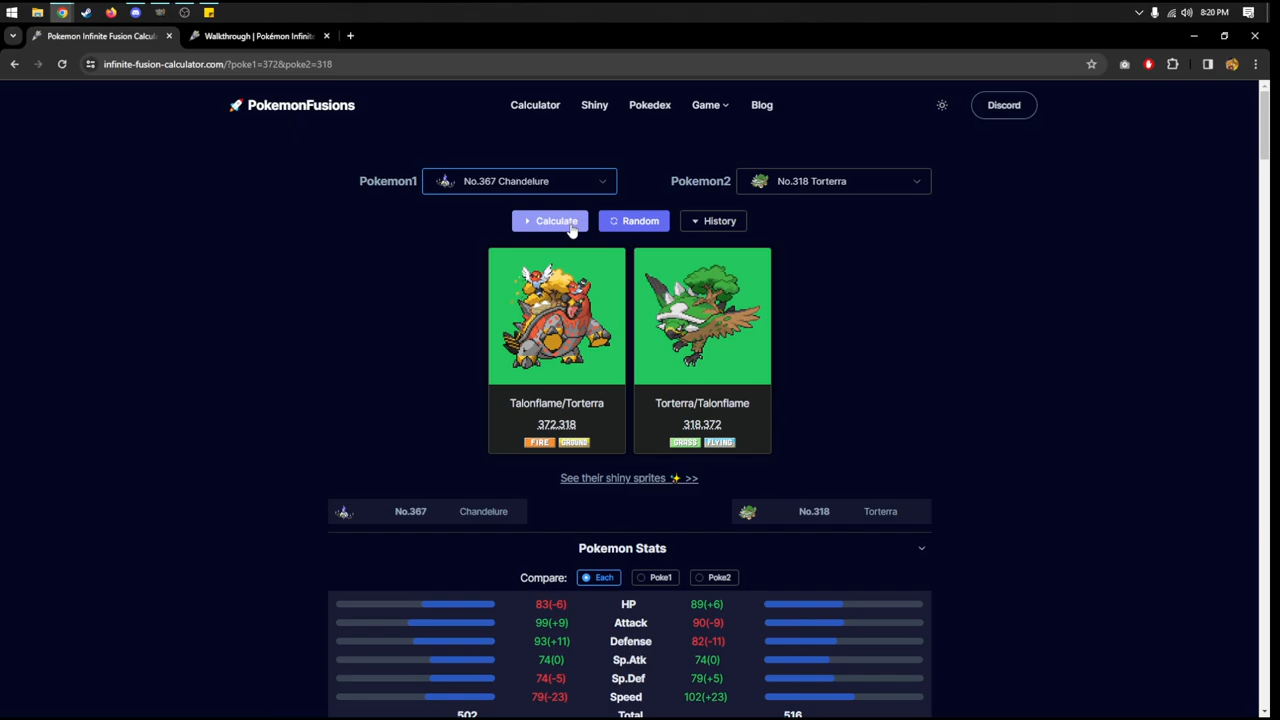 8:20 PM
Pokemon Infinite Fusion Calcula
Walkthrough | Pokémon Infinite
infinite-fusion-calculator.com/?poke1=372&poke2=318
PokemonFusions
Calculator Shiny Pokedex Game Blog
Discord
Pokemon1 No.367 Chandelure
Pokemon2 No.318 Torterra
Calculate Random History
Talonflame/Torterra Torterra/Talonflame
372.318 318.372
FIRE GROUND GRASS FLYING
See their shiny sprites ✨ >>
No.367 Chandelure No.318 Torterra
Pokemon Stats
Compare: Each Poke1 Poke2
83(-6) HP 89(+6)
99(+9) Attack 90(-9)
93(+11) Defense 82(-11)
74(0) Sp.Atk 74(0)
74(-5) Sp.Def 79(+5)
79(-23) Speed 102(+23)
502 Total 516